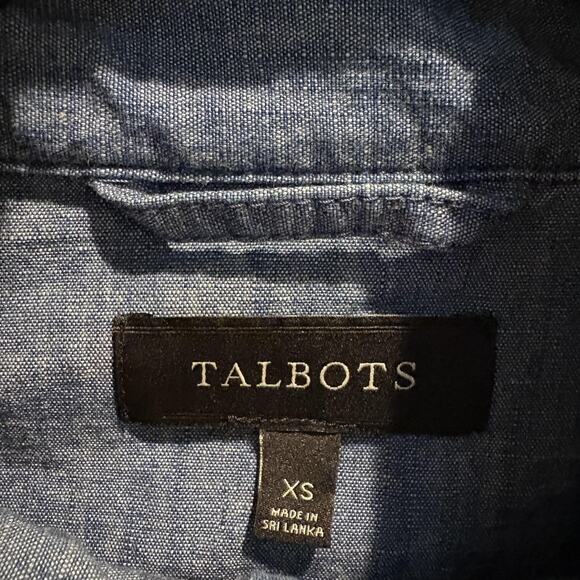 TALBOTS
XS
MADE IN
SRI LANKA